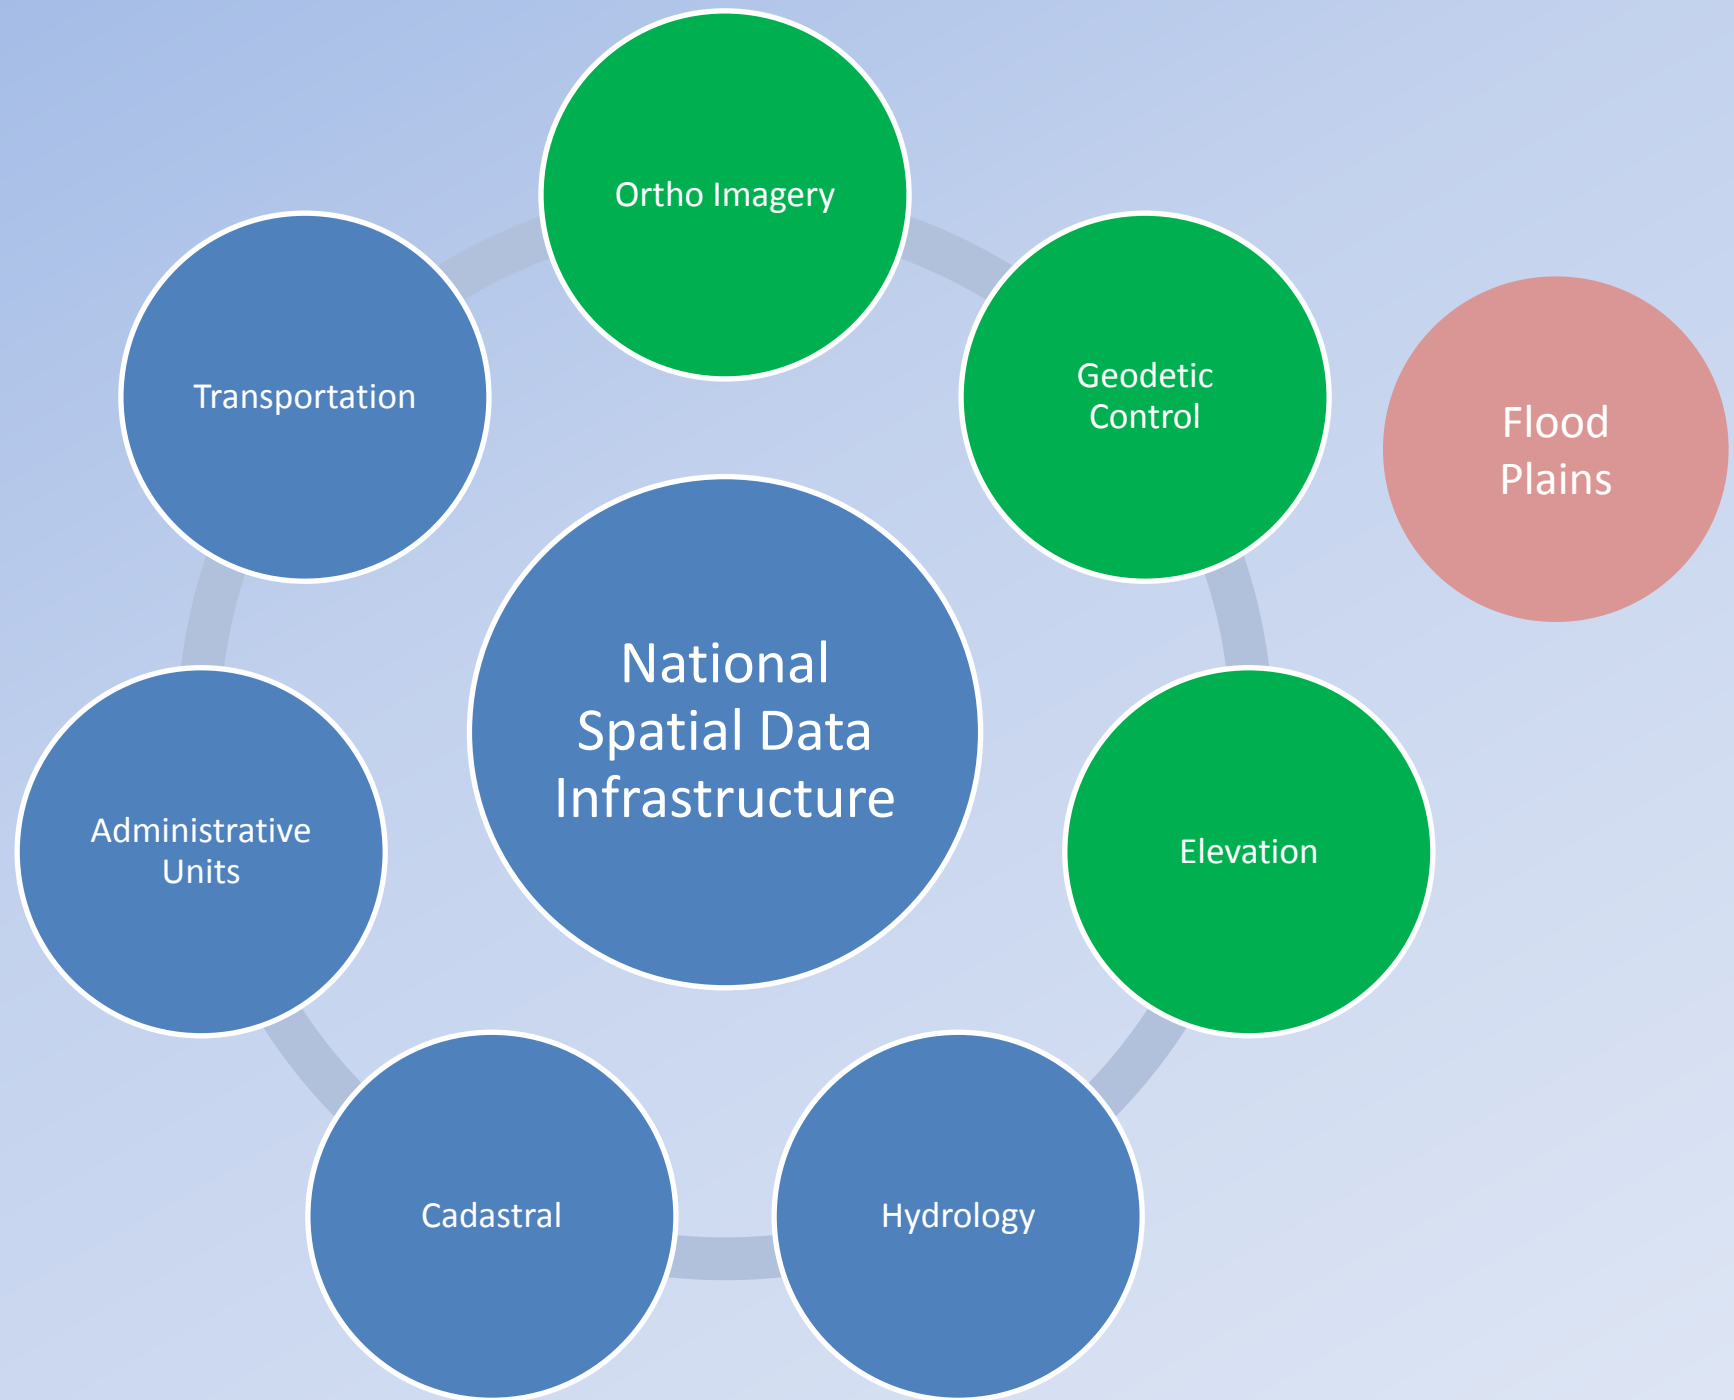 Ortho Imagery
Geodetic
Control
Flood
Plains
Elevation
Hydrology
Cadastral
Administrative
Units
Transportation
National
Spatial Data
Infrastructure